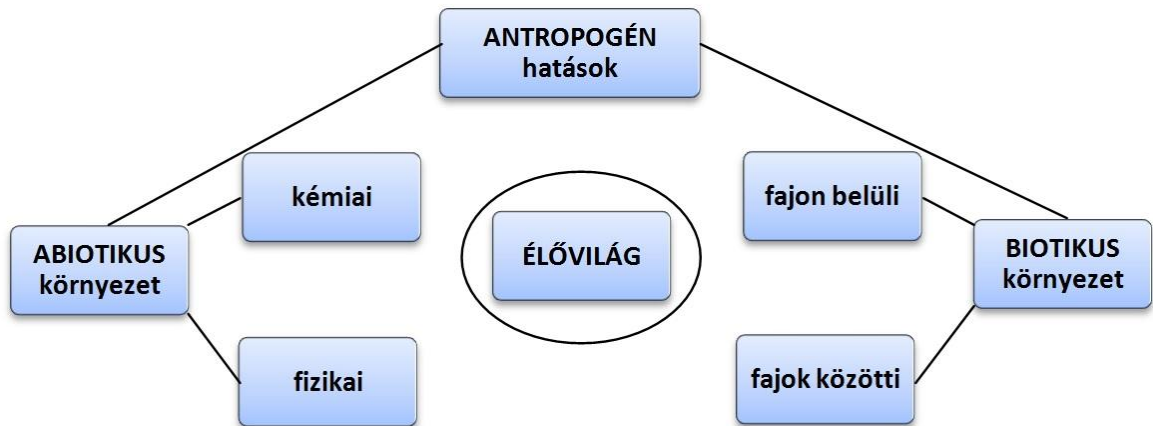 ANTROPOGÉN
hatások
kémiai
fajon belüli
ABIOTIKUS
környezet
ÉLŐVILÁG
BIOTIKUS
környezet
fizikai
fajok közötti